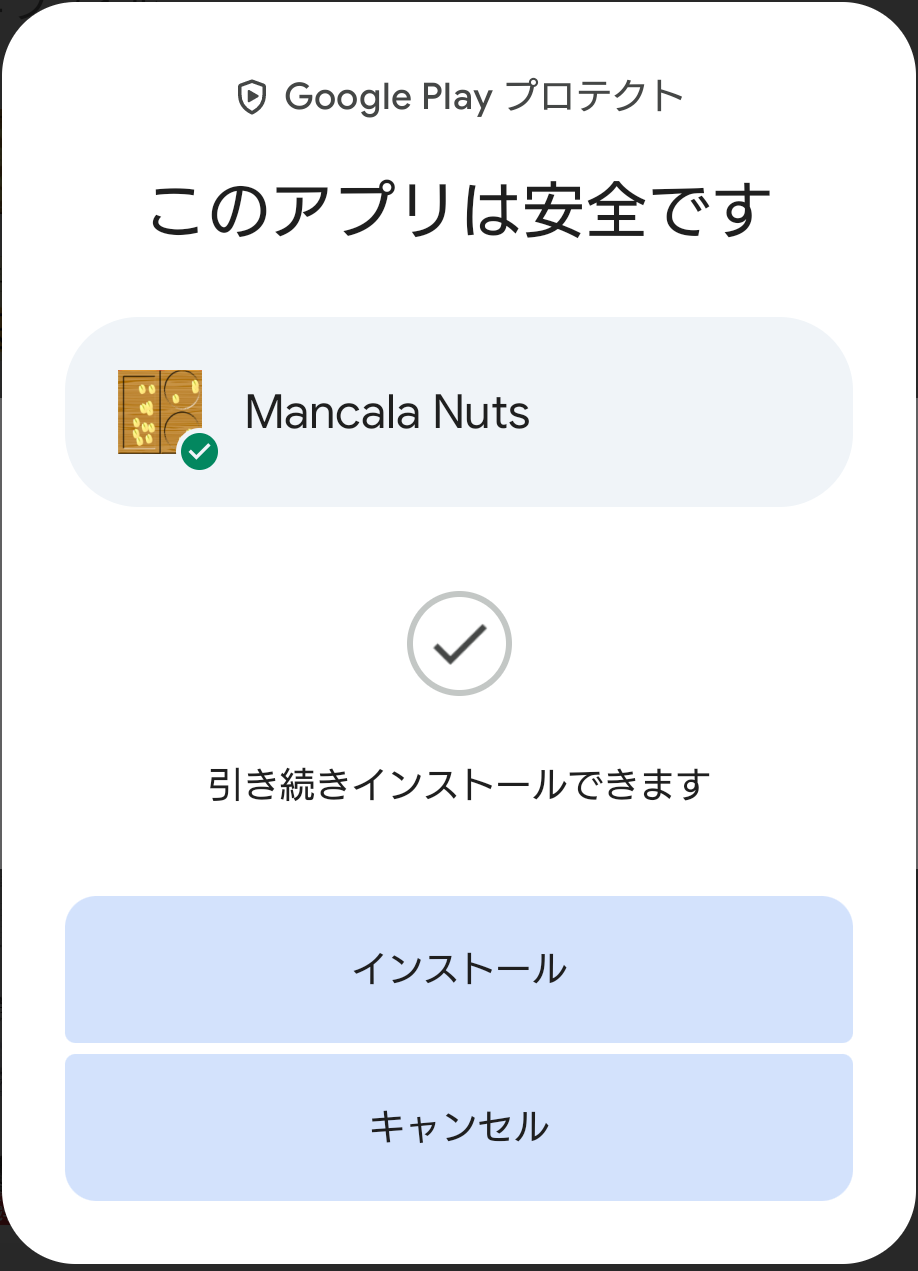 Google Play プロテクト
このアプリは安全です
Mancala Nuts
引き続きインストールできます
インストール
キャンセル